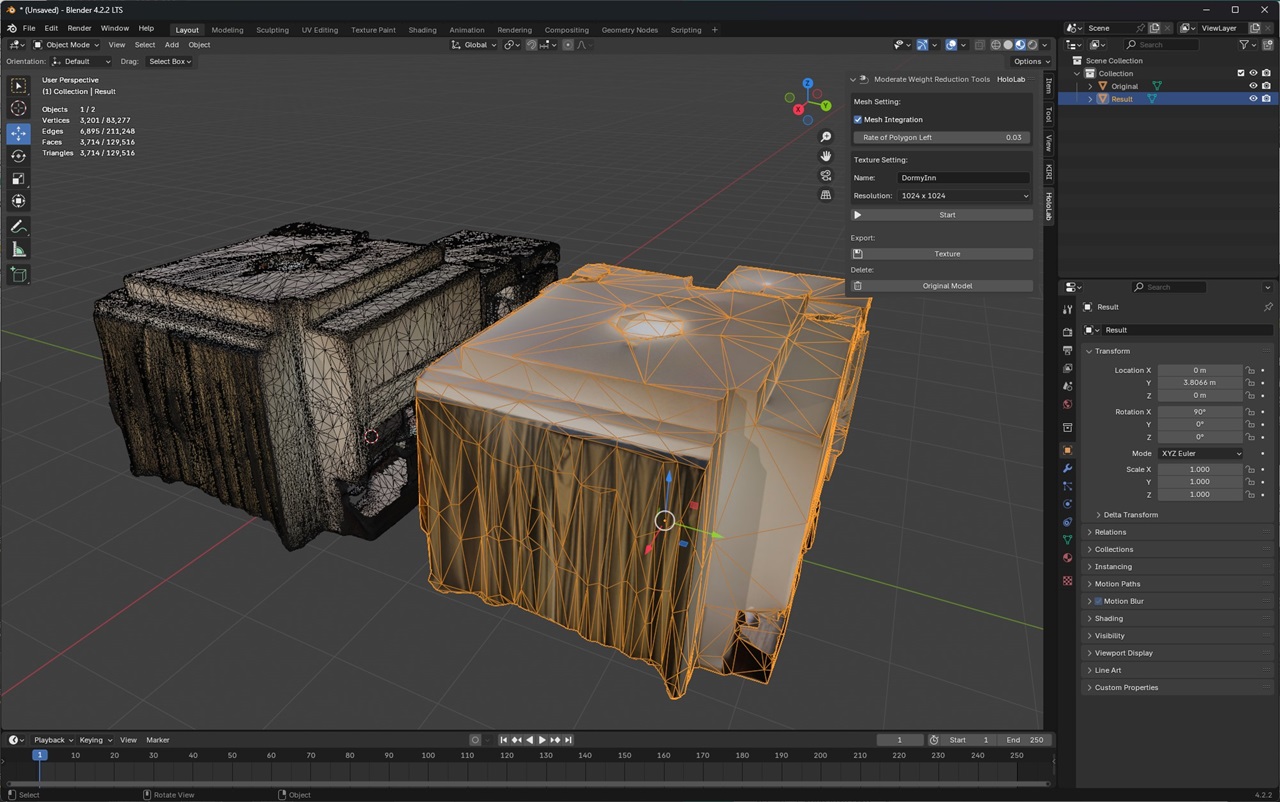 * (Unsaved) - Blender 4.2.2 LTS
File Edit Render Window Help Layout Modeling Sculpting UV Editing Texture Paint Shading Animation Rendering Compositing Geometry Nodes Scripting + Scene ViewLayer
Object Mode View Select Add Object Global Search
Orientation: Default Drag: Select Box Options
Scene Collection
Collection
Original
Result
User Perspective
(1) Collection | Result
Objects 1 / 2
Vertices 3,201 / 83,277
Edges 6,895 / 211,248
Faces 3,714 / 129,516
Triangles 3,714 / 129,516
Z
Y
X
Moderate Weight Reduction Tools HoloLab
Mesh Setting:
Mesh Integration
Rate of Polygon Left 0.03
Texture Setting:
Name: DormyInn
Resolution: 1024 x 1024
Start
Export:
Texture
Delete:
Original Model
Item
Tool
View
KIRI
HoloLab
Search
Result
Result
Transform
Location X 0 m
Y 3.8066 m
Z 0 m
Rotation X 90°
Y 0°
Z 0°
Mode XYZ Euler
Scale X 1.000
Y 1.000
Z 1.000
Delta Transform
Relations
Collections
Instancing
Motion Paths
Motion Blur
Shading
Visibility
Viewport Display
Line Art
Custom Properties
Playback Keying View Marker 1 Start 1 End 250
1 10 20 30 40 50 60 70 80 90 100 110 120 130 140 150 160 170 180 190 200 210 220 230 240 250
Select Rotate View Object 4.2.2